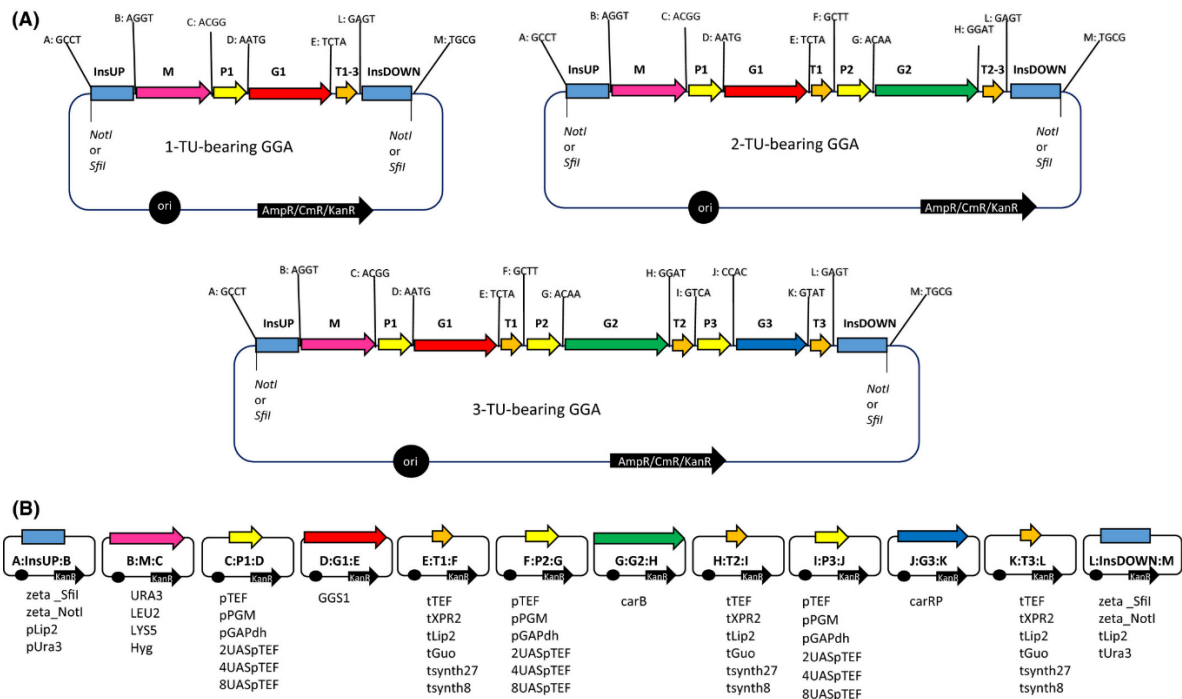 (A)
B: AGGT
L: GAGT
C: ACGG
A: GCCT
D: AATG
E: TCTA
M: TGCG
InsUP
M
P1
G1
T1-3
InsDOWN
NotI
or
SfiI
NotI
or
SfiI
1-TU-bearing GGA
ori
AmpR/CmR/KanR
B: AGGT
C: ACGG
F: GCTT
L: GAGT
A: GCCT
D: AATG
E: TCTA
G: ACAA
H: GGAT
M: TGCG
InsUP
M
P1
G1
T1
P2
G2
T2-3
InsDOWN
NotI
or
SfiI
NotI
or
SfiI
2-TU-bearing GGA
ori
AmpR/CmR/KanR
B: AGGT
C: ACGG
F: GCTT
H: GGAT
J: CCAC
L: GAGT
A: GCCT
D: AATG
E: TCTA
G: ACAA
I: GTCA
K: GTAT
M: TGCG
InsUP
M
P1
G1
T1
P2
G2
T2
P3
G3
T3
InsDOWN
NotI
or
SfiI
NotI
or
SfiI
3-TU-bearing GGA
ori
AmpR/CmR/KanR
(B)
A:InsUP:B
KanR
zeta _SfiI
zeta_NotI
pLip2
pUra3
B:M:C
KanR
URA3
LEU2
LYS5
Hyg
C:P1:D
KanR
pTEF
pPGM
pGAPdh
2UASpTEF
4UASpTEF
8UASpTEF
D:G1:E
KanR
GGS1
E:T1:F
KanR
tTEF
tXPR2
tLip2
tGuo
tsynth27
tsynth8
F:P2:G
KanR
pTEF
pPGM
pGAPdh
2UASpTEF
4UASpTEF
8UASpTEF
G:G2:H
KanR
carB
H:T2:I
KanR
tTEF
tXPR2
tLip2
tGuo
tsynth27
tsynth8
I:P3:J
KanR
pTEF
pPGM
pGAPdh
2UASpTEF
4UASpTEF
8UASpTEF
J:G3:K
KanR
carRP
K:T3:L
KanR
tTEF
tXPR2
tLip2
tGuo
tsynth27
tsynth8
L:InsDOWN:M
KanR
zeta _SfiI
zeta_NotI
tLip2
tUra3